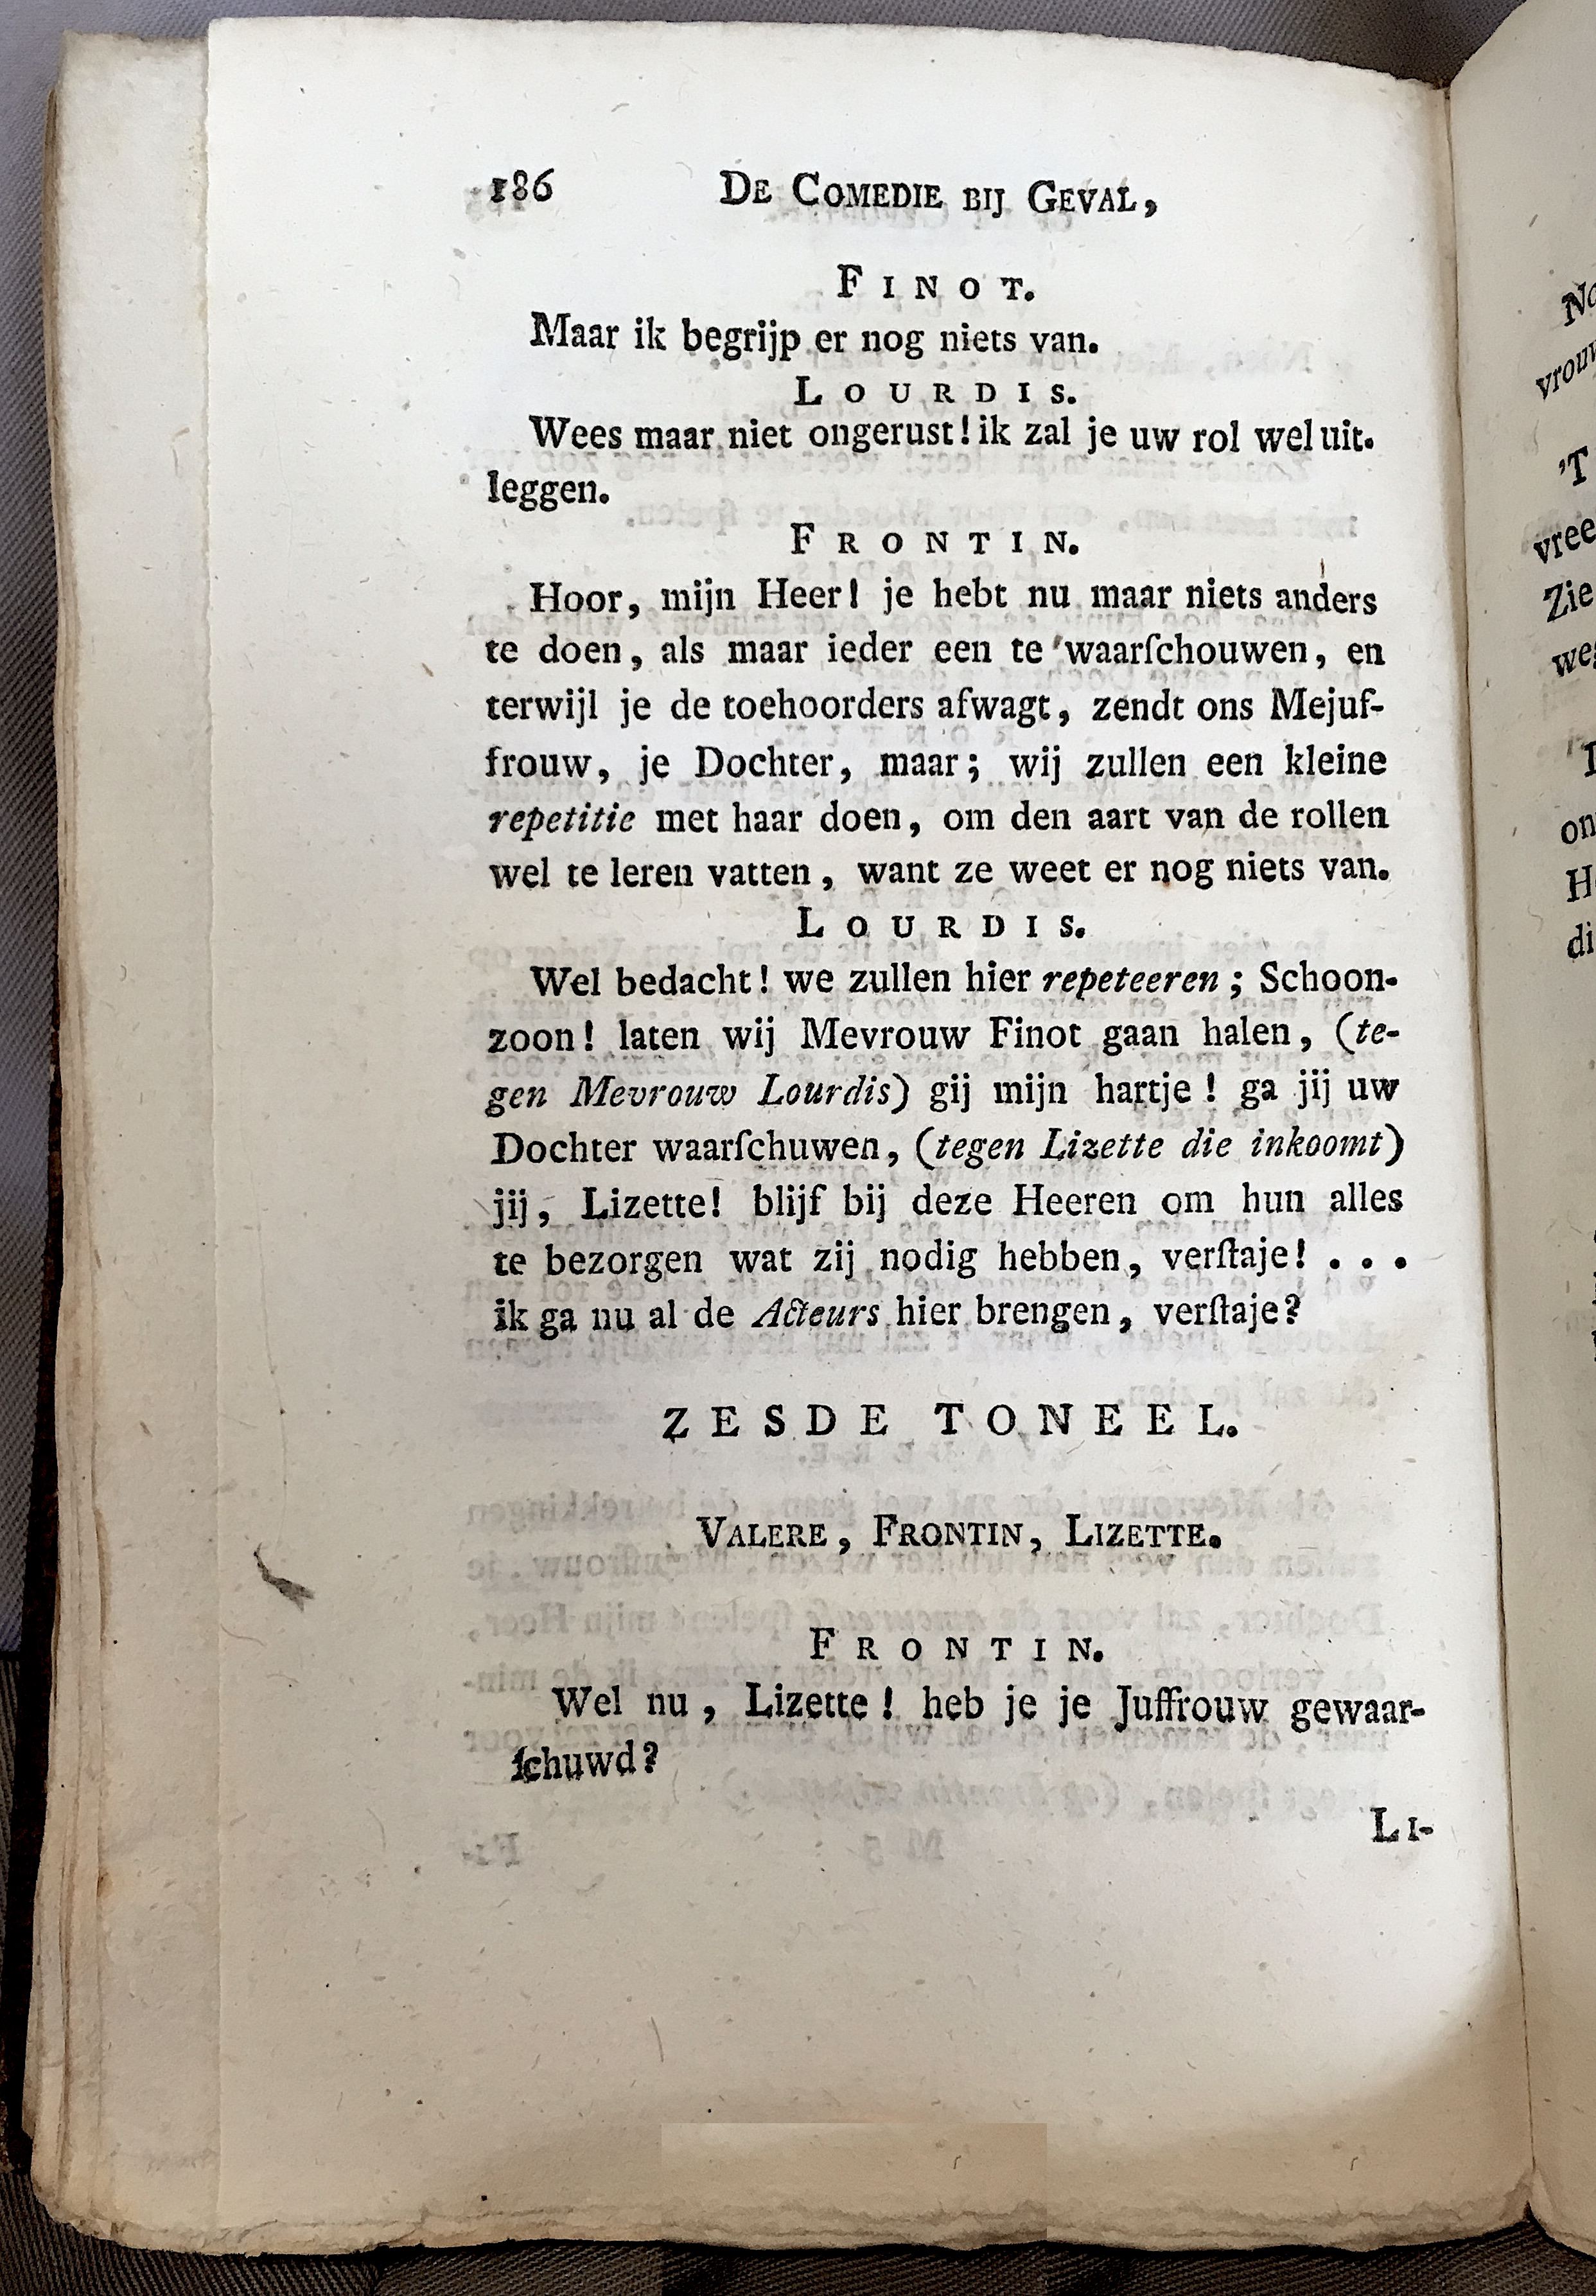 186 De Comedie bij Geval,
Finot.
Maar ik begrijp er nog niets van.
Lourdis.
Wees maar niet ongerust! ik zal je uw rol wel uit-
leggen.
Frontin.
Hoor, mijn Heer! je hebt nu maar niets anders
te doen, als maar ieder een te waarſchouwen, en
terwijl je de toehoorders afwagt, zendt ons Mejuf-
frouw, je Dochter, maar; wij zullen een kleine
repetitie met haar doen, om den aart van de rollen
wel te leren vatten, want ze weet er nog niets van.
Lourdis.
Wel bedacht! we zullen hier repeteeren; Schoon-
zoon! laten wij Mevrouw Finot gaan halen, (te-
gen Mevrouw Lourdis) gij mijn hartje! ga jij uw
Dochter waarſchuwen, (tegen Lizette die inkoomt)
jij, Lizette! blijf bij deze Heeren om hun alles
te bezorgen wat zij nodig hebben, verſtaje! . . .
ik ga nu al de Acteurs hier brengen, verſtaje?
ZESDE TONEEL.
Valere, Frontin, Lizette.
Frontin.
Wel nu, Lizette! heb je je Juffrouw gewaar-
ſchuwd?
Li-
vrouw
'T
vree
Zie
weg
on
di